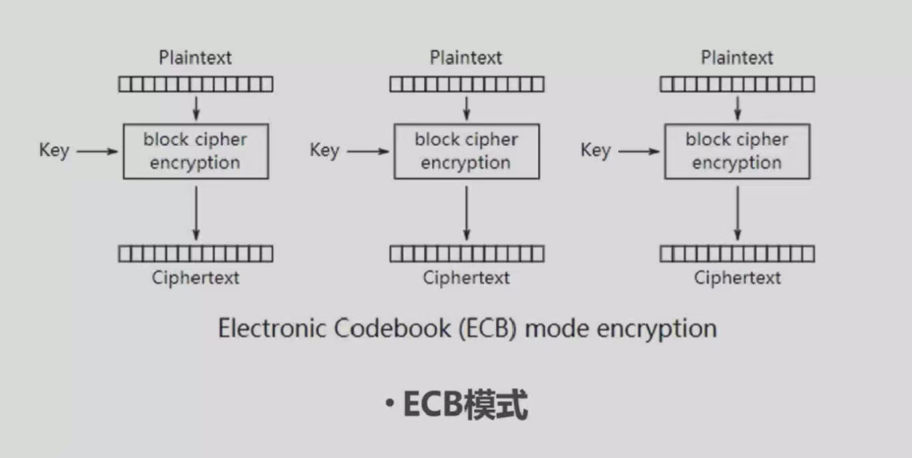 Plaintext Plaintext Plaintext
Key block cipher encryption Key block cipher encryption Key block cipher encryption
Ciphertext Ciphertext Ciphertext
Electronic Codebook (ECB) mode encryption
• ECB模式